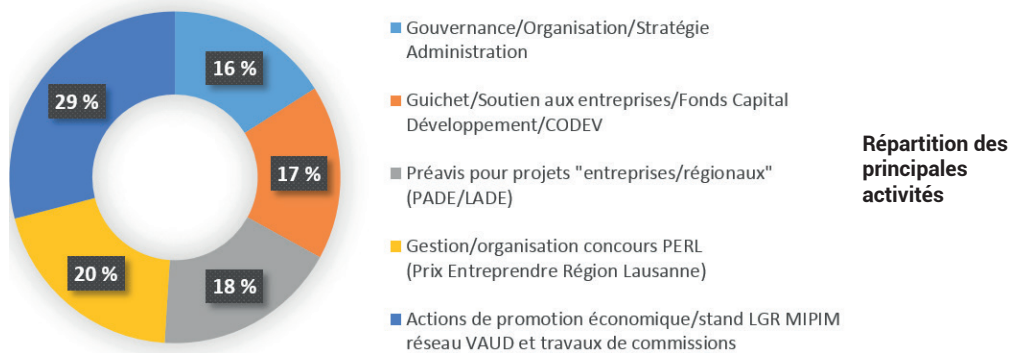 16 %
17 %
18 %
20 %
29 %
Gouvernance/Organisation/Stratégie
Administration
Guichet/Soutien aux entreprises/Fonds Capital
Développement/CODEV
Préavis pour projets "entreprises/régionaux"
(PADE/LADE)
Gestion/organisation concours PERL
(Prix Entreprendre Région Lausanne)
Actions de promotion économique/stand LGR MIPIM
réseau VAUD et travaux de commissions
Répartition des
principales
activités